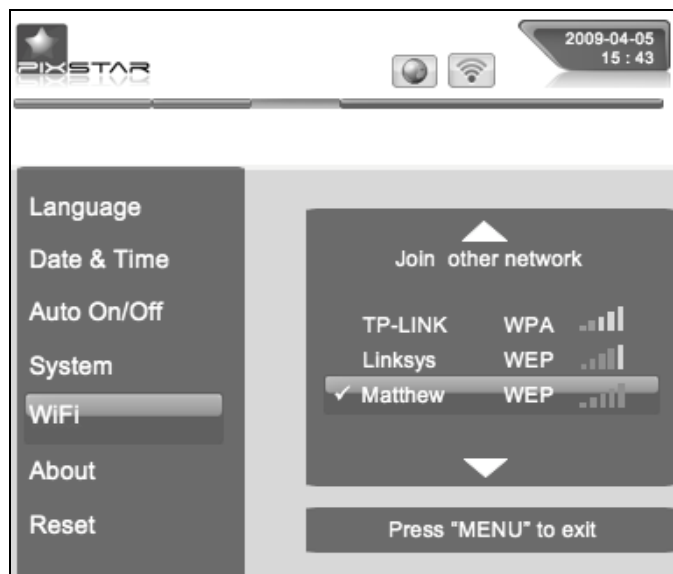 PIXSTAR
2009-04-05
15 : 43
Language
Date & Time
Auto On/Off
System
WiFi
About
Reset
Join other network
TP-LINK WPA
Linksys WEP
✓ Matthew WEP
Press "MENU" to exit